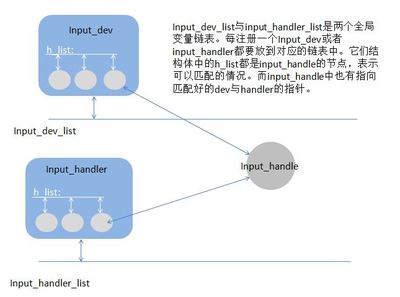 Input_dev
h_list:
Input_dev_list与input_handler_list是两个全局
变量链表。每注册一个Input_dev或者
input_handler都要放到对应的链表中。它们结
构体中的h_list都是input_handle的节点，表示
可以匹配的情况。而input_handle中也有指向
匹配好的dev与handler的指针。
Input_dev_list
Input_handler
h_list:
Input_handle
Input_handler_list